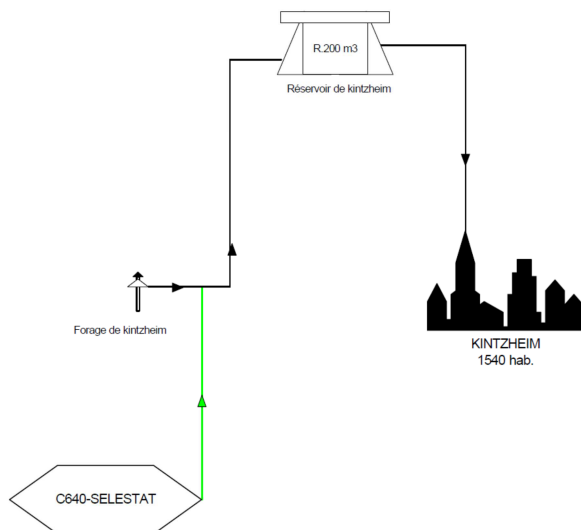 R.200 m3
Réservoir de kintzheim
Forage de kintzheim
KINTZHEIM
1540 hab.
C640-SELESTAT